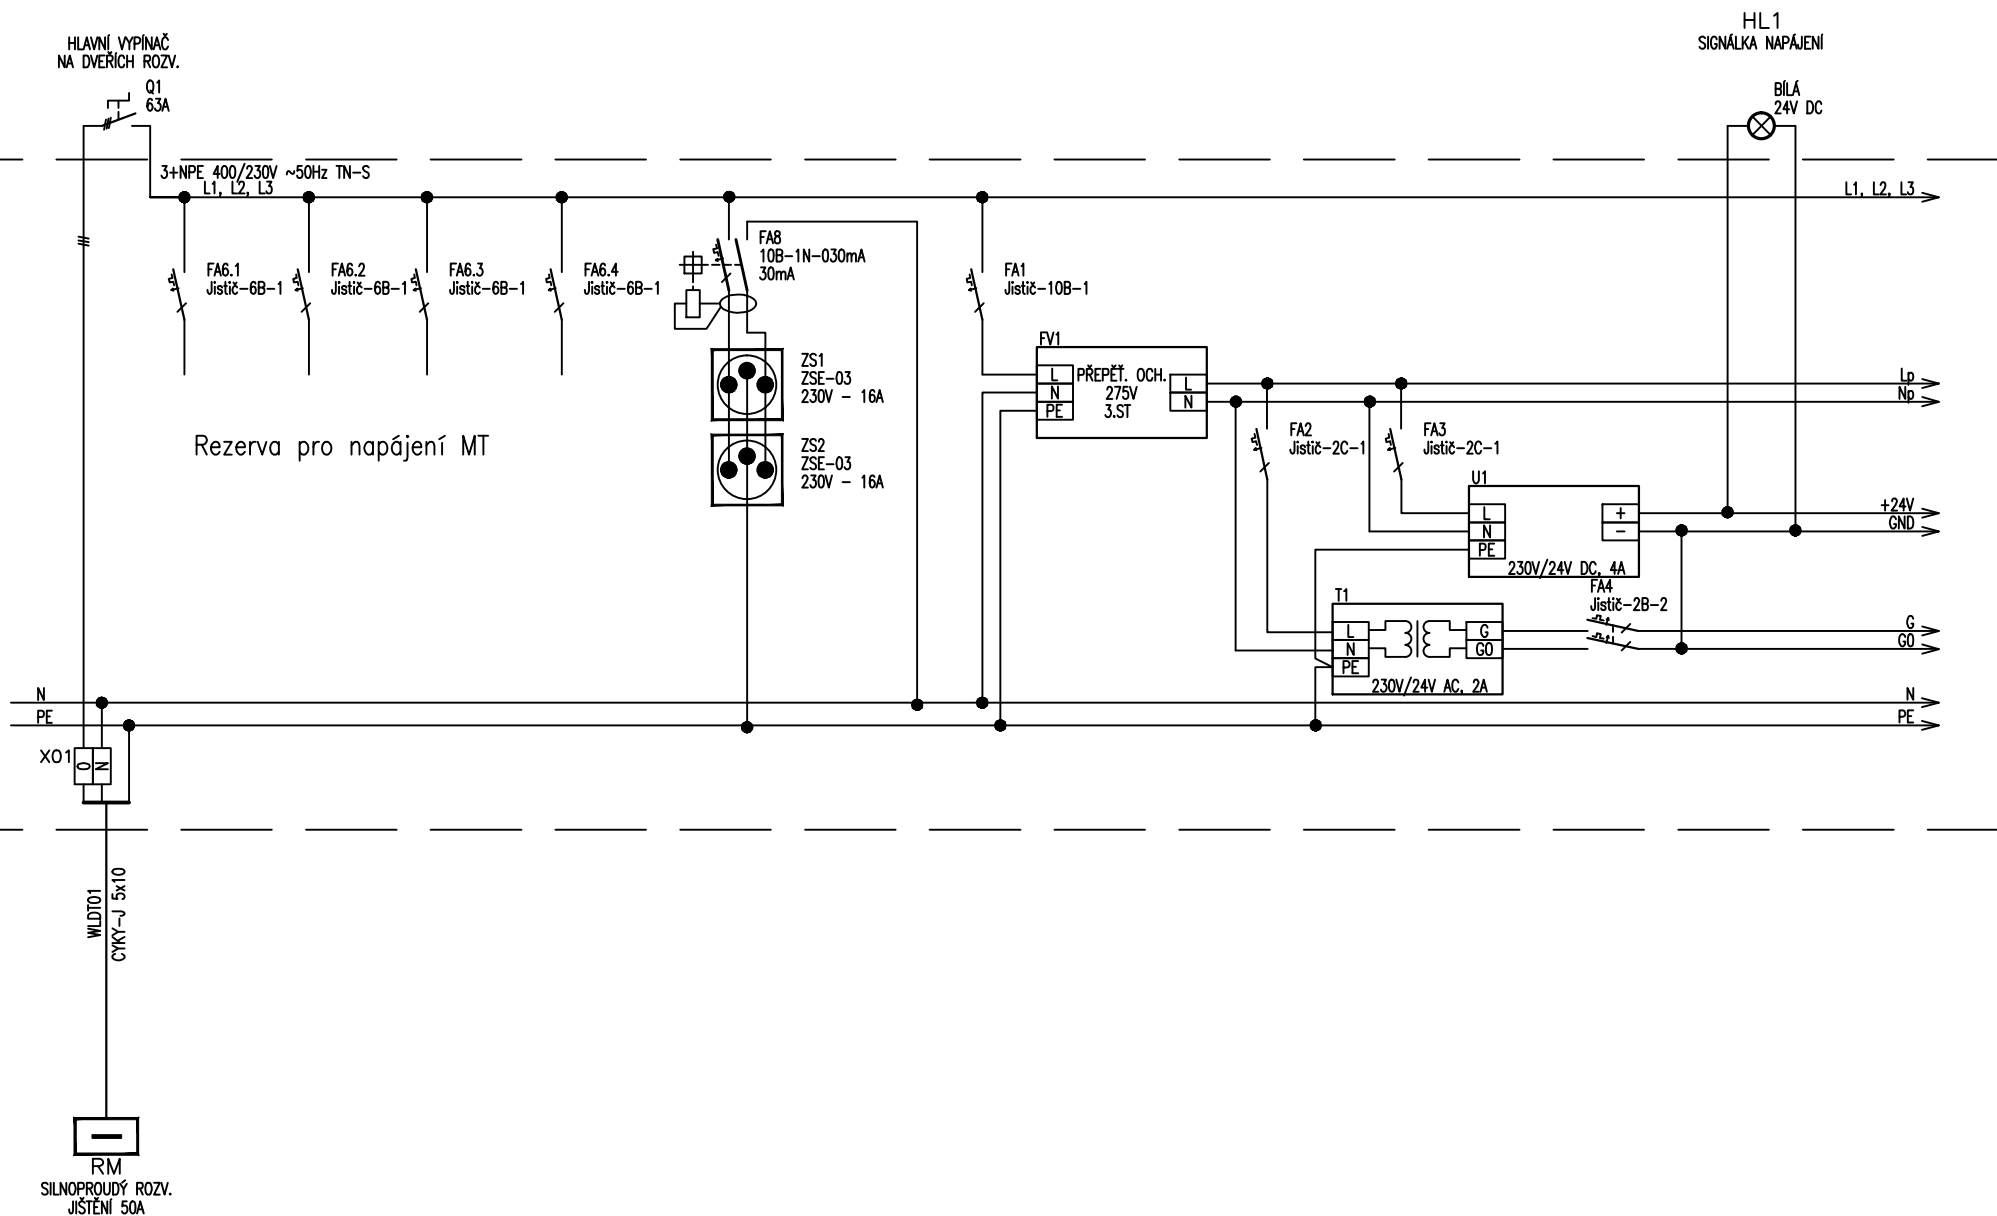 HLAVNÍ VYPÍNAČ
NA DVEŘÍCH ROZV.
Q1
63A
HL1
SIGNÁLKA NAPÁJENÍ
BÍLÁ
24V DC
3+NPE 400/230V ~50Hz TN-S
L1, L2, L3
L1, L2, L3
FA6.1
Jistič-6B-1
FA6.2
Jistič-6B-1
FA6.3
Jistič-6B-1
FA6.4
Jistič-6B-1
FA8
10B-1N-030mA
30mA
FA1
Jistič-10B-1
FV1
L
N
PE
PŘEPĚŤ. OCH.
275V
3.ST
L
N
Lp
Np
ZS1
ZSE-03
230V - 16A
ZS2
ZSE-03
230V - 16A
Rezerva pro napájení MT
FA2
Jistič-2C-1
FA3
Jistič-2C-1
U1
L
N
PE
+
-
230V/24V DC, 4A
+24V
GND
FA4
Jistič-2B-2
T1
L
N
PE
G
G0
230V/24V AC, 2A
G
G0
N
PE
N
PE
X01
0
N
WLDT01
CYKY-J 5x10
RM
SILNOPROUDÝ ROZV.
JIŠTĚNÍ 50A